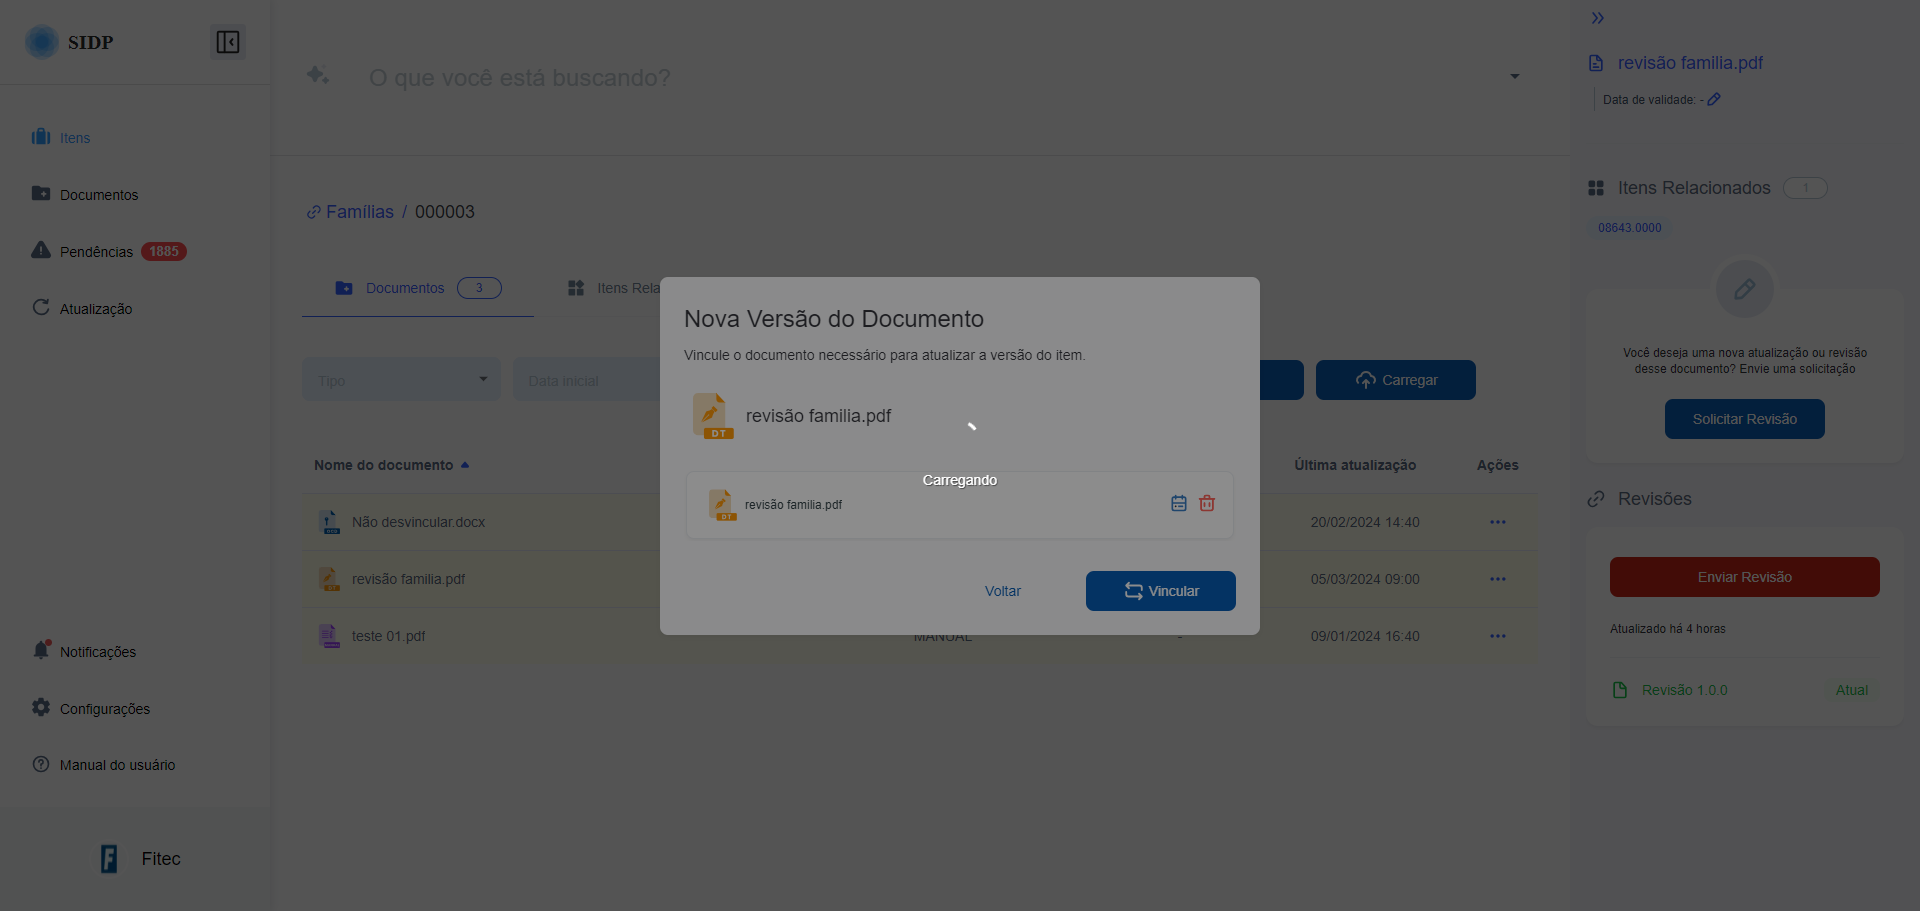 SIDP
Itens
Documentos
Pendências 1885
Atualização
Notificações
Configurações
Manual do usuário
Fitec
O que você está buscando?
Famílias / 000003
Documentos 3
Itens Rela
Tipo
Data inicial
Carregar
Nome do documento
Última atualização
Ações
Não desvincular.docx
20/02/2024 14:40
revisão familia.pdf
05/03/2024 09:00
teste 01.pdf
MANUAL
-
09/01/2024 16:40
Nova Versão do Documento
Vincule o documento necessário para atualizar a versão do item.
DT
revisão familia.pdf
Carregando
DT
revisão familia.pdf
Voltar
Vincular
revisão familia.pdf
Data de validade: -
Itens Relacionados 1
08643.0000
Você deseja uma nova atualização ou revisão
desse documento? Envie uma solicitação
Solicitar Revisão
Revisões
Enviar Revisão
Atualizado há 4 horas
Revisão 1.0.0
Atual